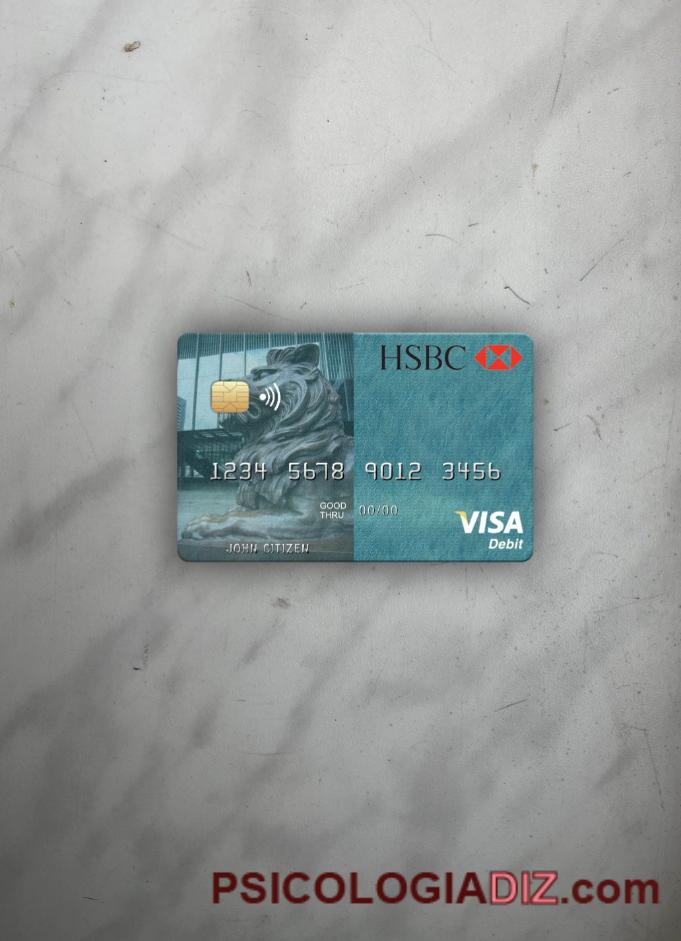 HSBC
1234 5678 9012 3456
GOOD
THRU 00/00
VISA
Debit
JOHN CITIZEN
PSICOLOGIADIZ.com